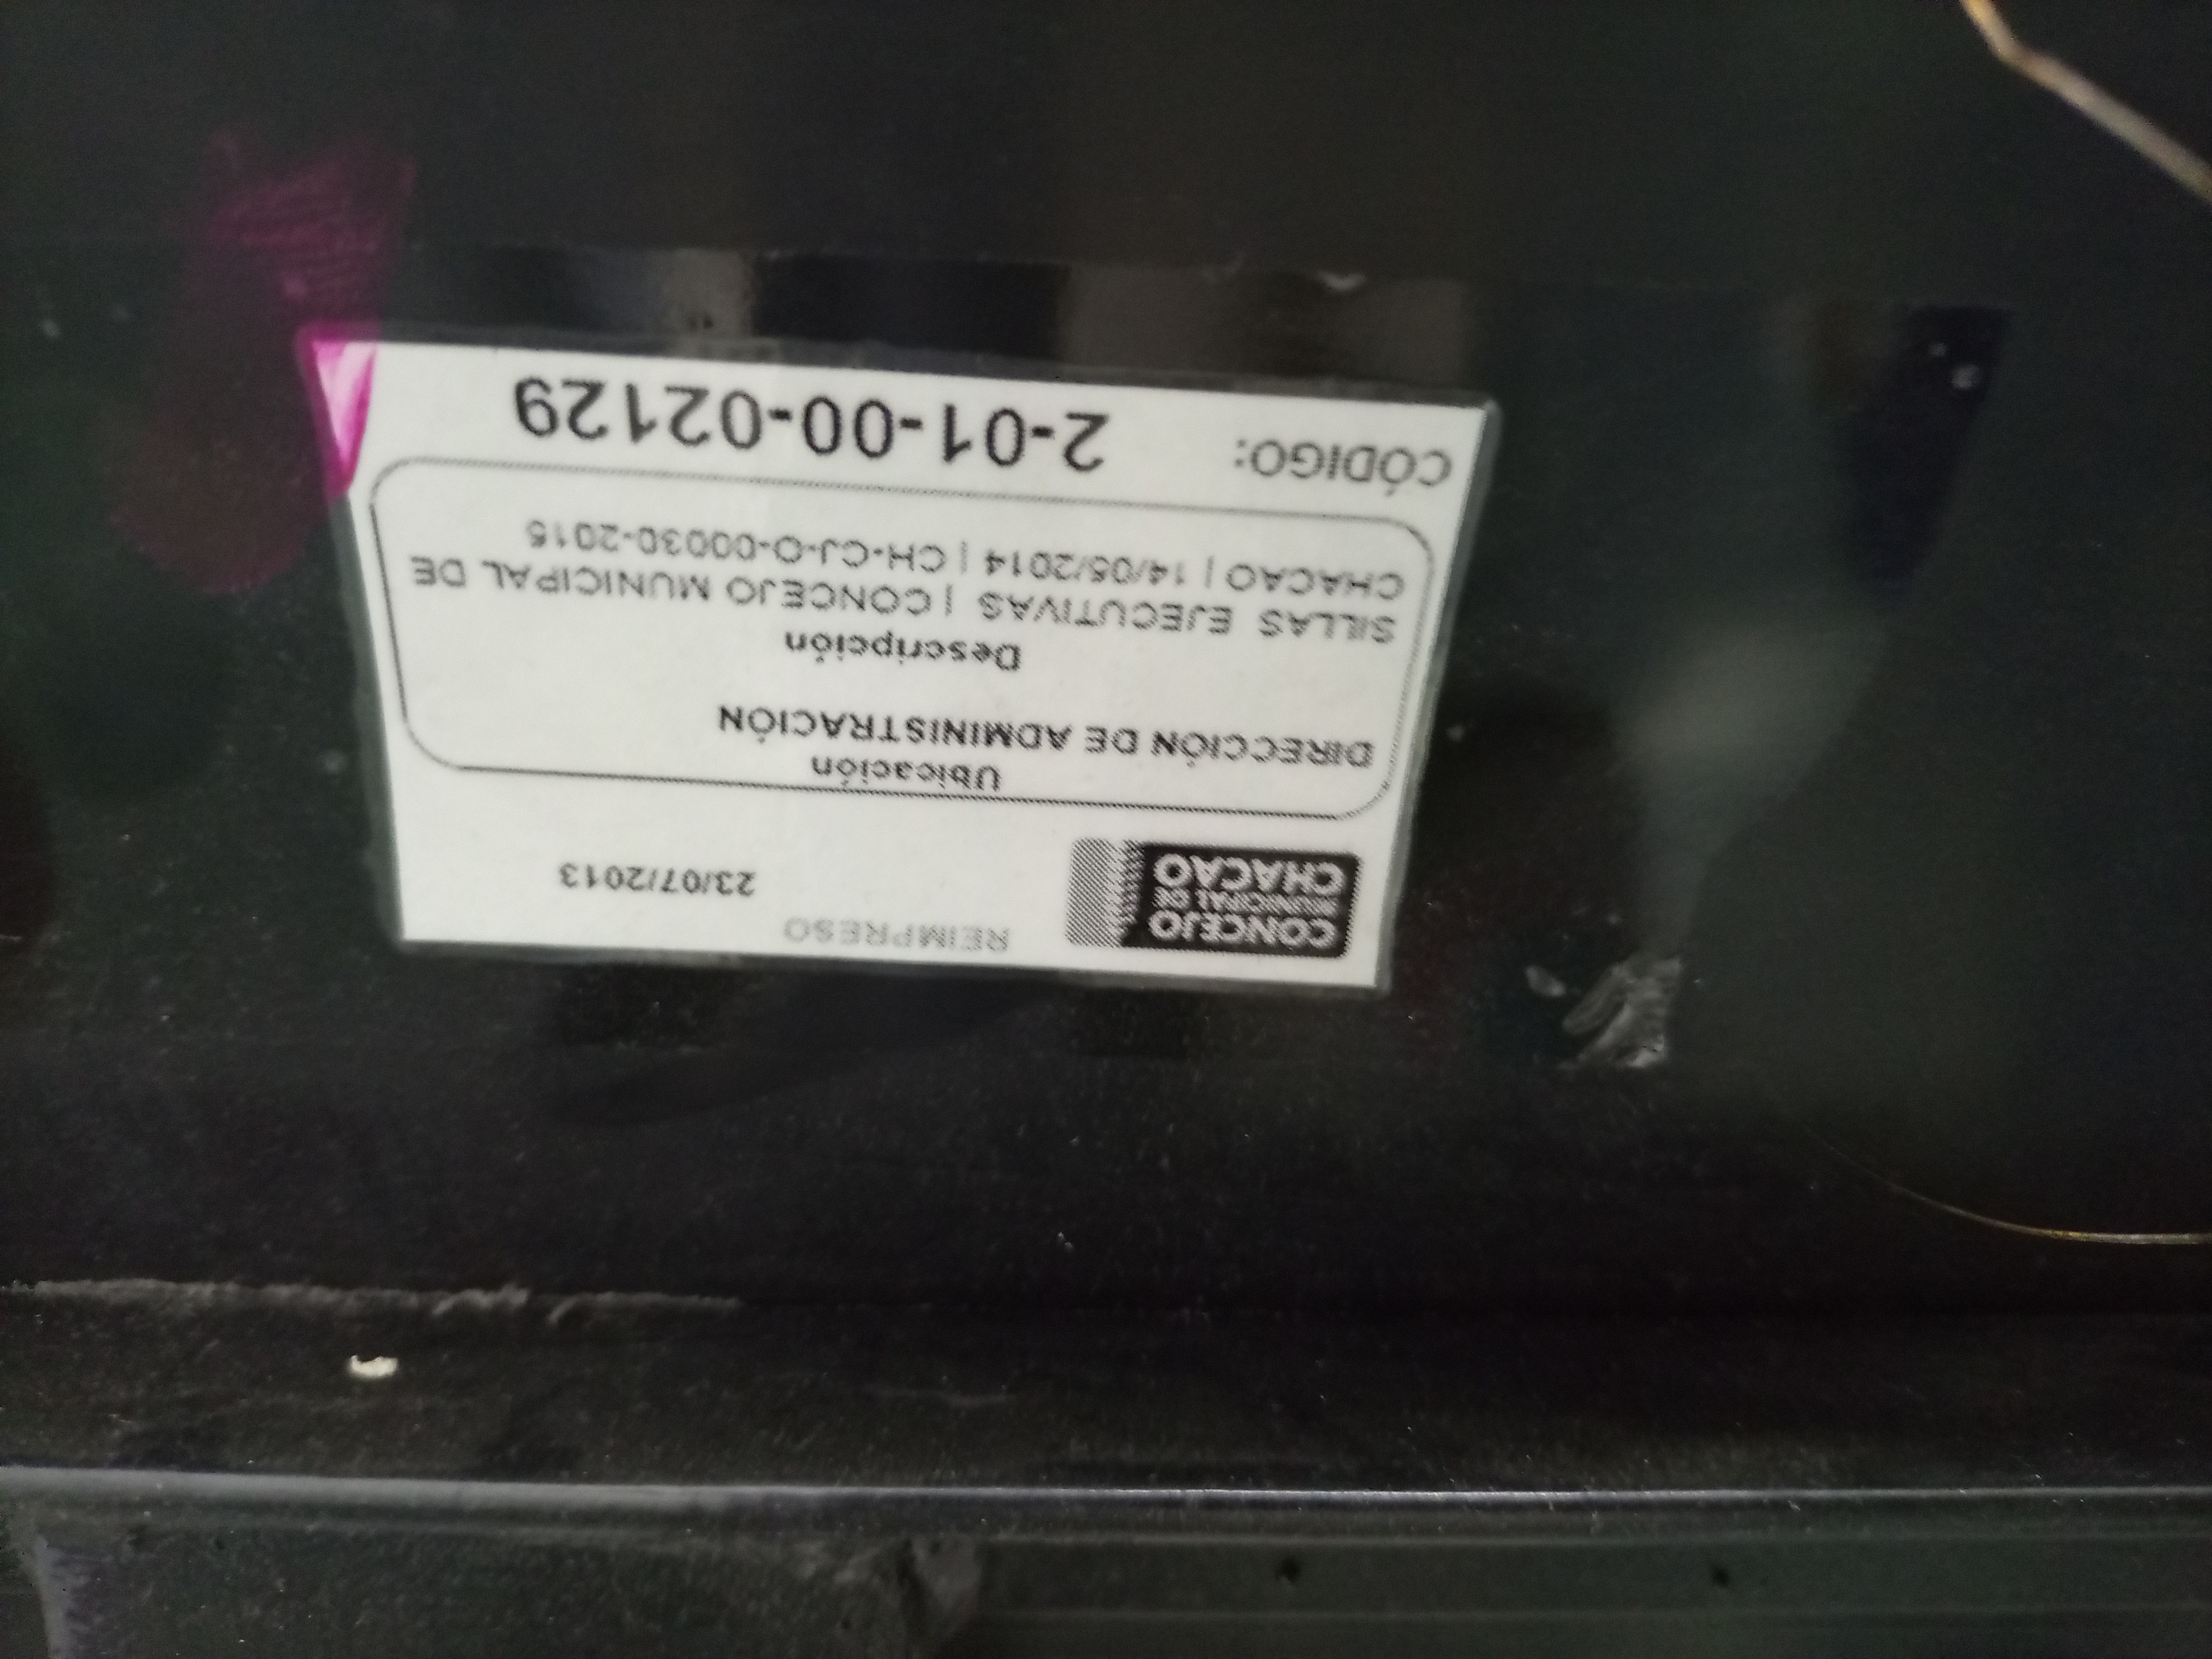 CONCEJO
MUNICIPAL DE
CHACAO
REIMPRESO
23/07/2013
Ubicación
DIRECCIÓN DE ADMINISTRACIÓN
Descripción
SILLAS EJECUTIVAS | CONCEJO MUNICIPAL DE
CHACAO | 14/05/2014 | CH-CJ-O-00030-2015
CÓDIGO: 2-01-00-02129